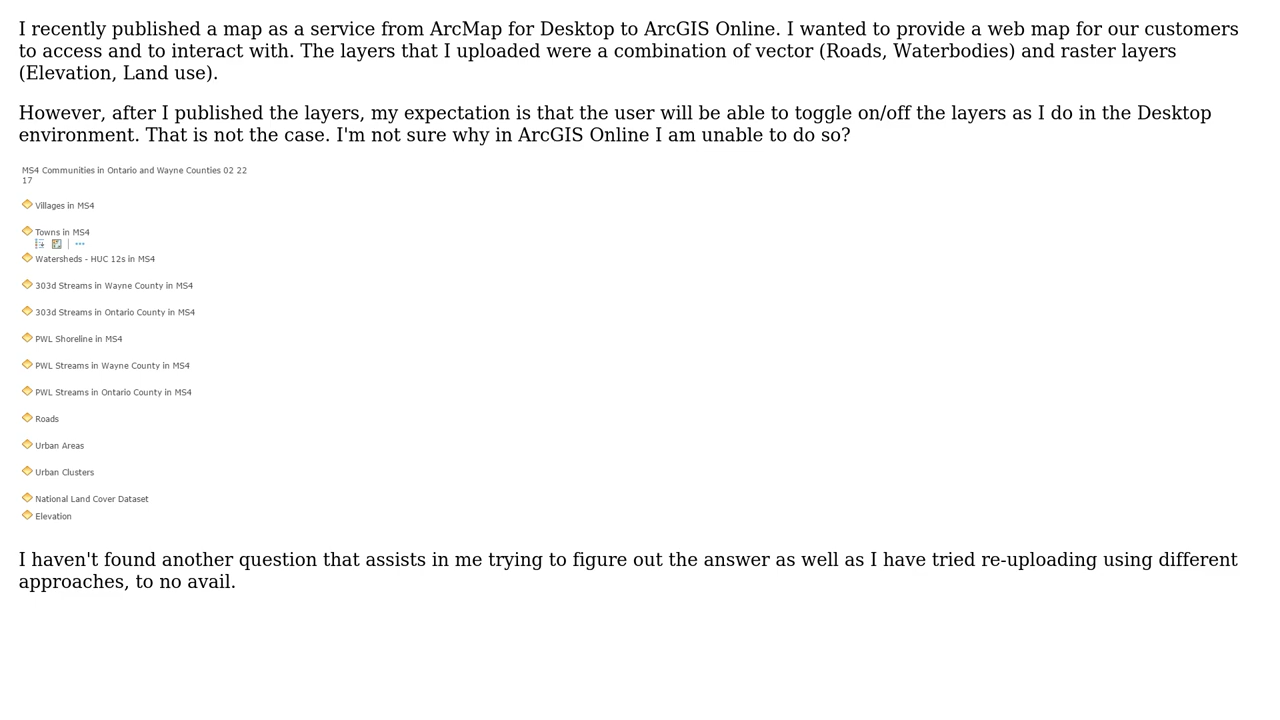 I recently published a map as a service from ArcMap for Desktop to ArcGIS Online. I wanted to provide a web map for our customers
to access and to interact with. The layers that I uploaded were a combination of vector (Roads, Waterbodies) and raster layers
(Elevation, Land use).
However, after I published the layers, my expectation is that the user will be able to toggle on/off the layers as I do in the Desktop
environment. That is not the case. I'm not sure why in ArcGIS Online I am unable to do so?
MS4 Communities in Ontario and Wayne Counties 02 22
17
Villages in MS4
Towns in MS4
Watersheds - HUC 12s in MS4
303d Streams in Wayne County in MS4
303d Streams in Ontario County in MS4
PWL Shoreline in MS4
PWL Streams in Wayne County in MS4
PWL Streams in Ontario County in MS4
Roads
Urban Areas
Urban Clusters
National Land Cover Dataset
Elevation
I haven't found another question that assists in me trying to figure out the answer as well as I have tried re-uploading using different
approaches, to no avail.